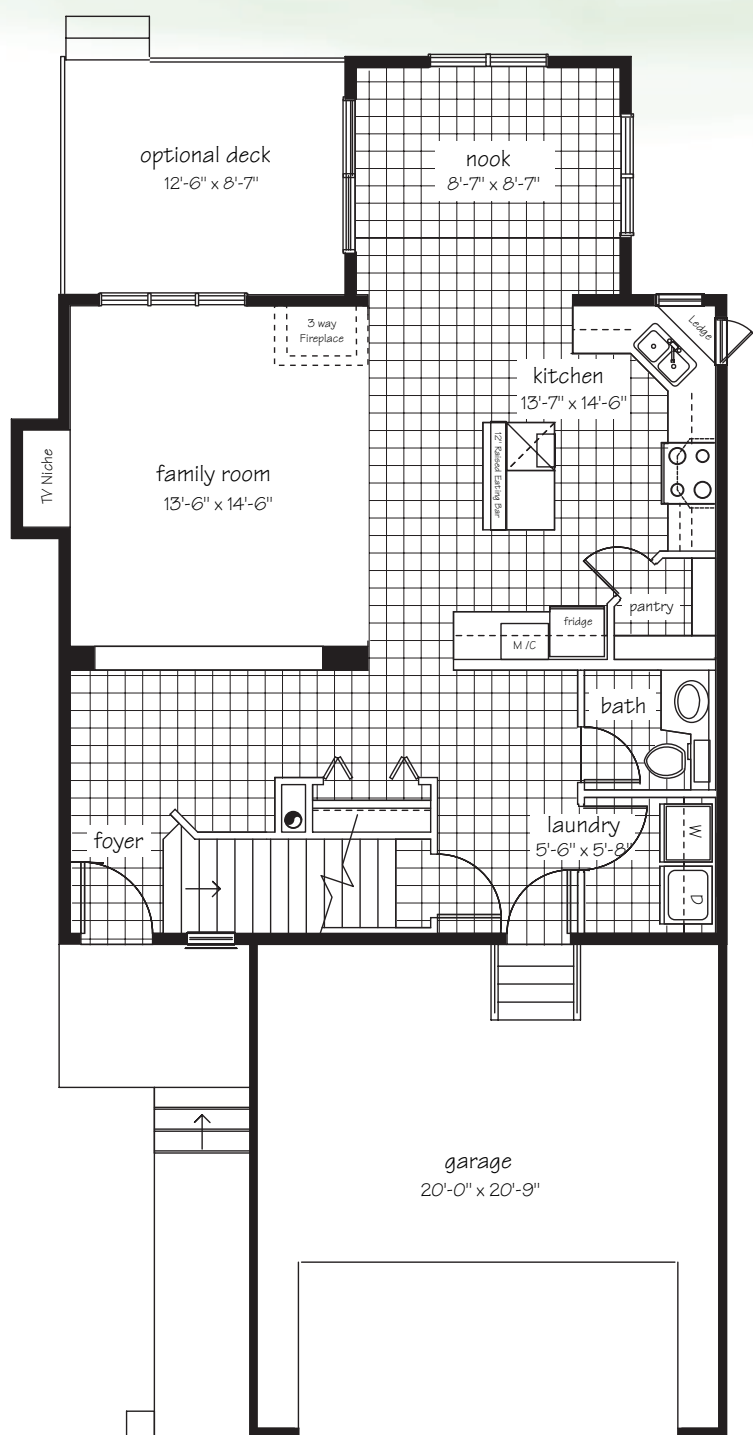 optional deck
12'-6" x 8'-7"
nook
8'-7" x 8'-7"
3 way
Fireplace
Ledge
kitchen
13'-7" x 14'-6"
TV Niche
family room
13'-6" x 14'-6"
12" Raised Eating Bar
pantry
fridge
M/C
bath
foyer
laundry
5'-6" x 5'-8"
W
D
garage
20'-0" x 20'-9"